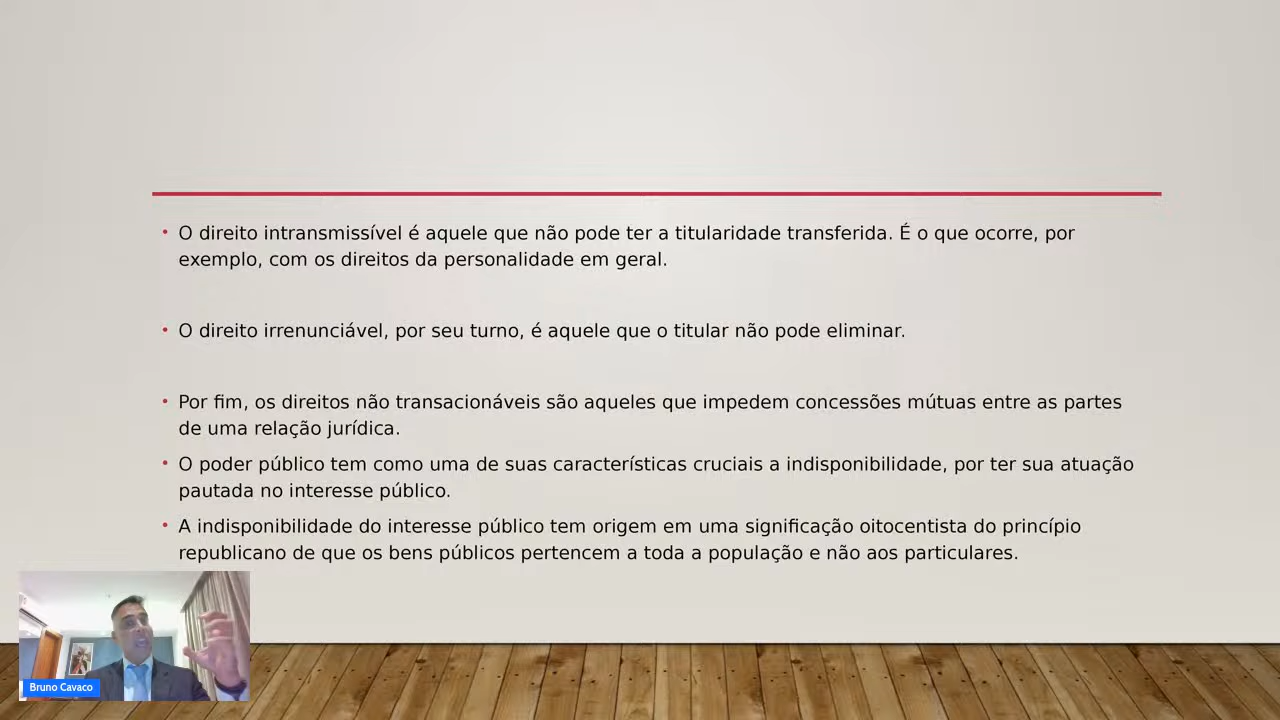 • O direito intransmissível é aquele que não pode ter a titularidade transferida. É o que ocorre, por
exemplo, com os direitos da personalidade em geral.
• O direito irrenunciável, por seu turno, é aquele que o titular não pode eliminar.
• Por fim, os direitos não transacionáveis são aqueles que impedem concessões mútuas entre as partes
de uma relação jurídica.
• O poder público tem como uma de suas características cruciais a indisponibilidade, por ter sua atuação
pautada no interesse público.
• A indisponibilidade do interesse público tem origem em uma significação oitocentista do princípio
republicano de que os bens públicos pertencem a toda a população e não aos particulares.
Bruno Cavaco